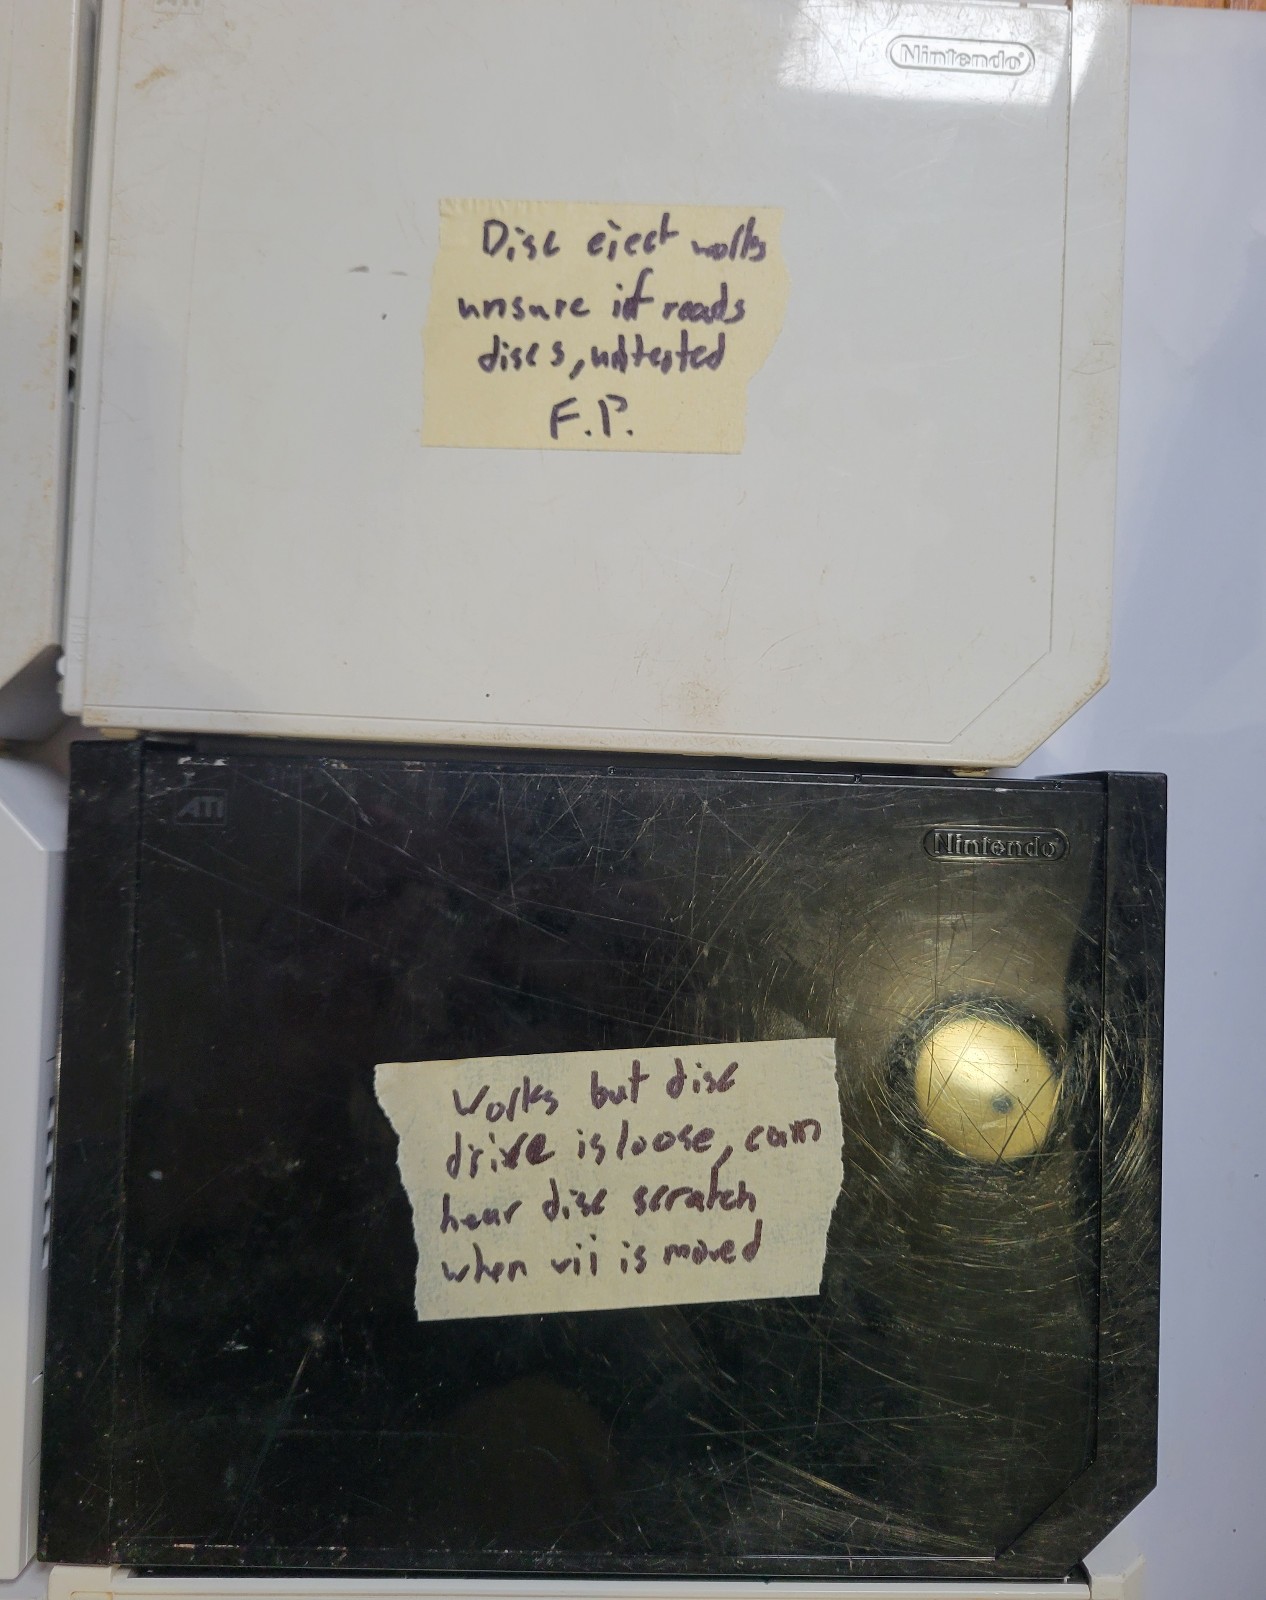 Nintendo
Disc eject works
unsure if reads
discs, untested
F.P.
ATI
Nintendo
Works but disc
drive is loose, can
hear disc scratch
when wii is moved